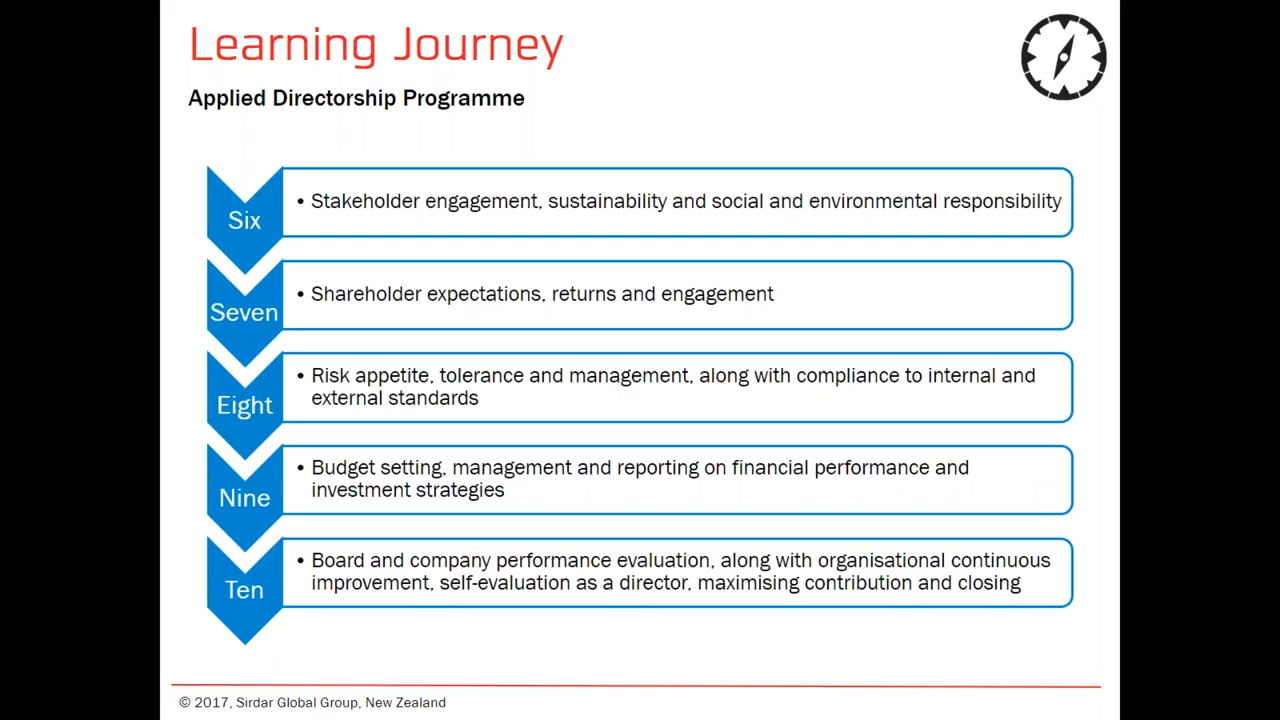 Learning Journey
Applied Directorship Programme
Six
• Stakeholder engagement, sustainability and social and environmental responsibility
Seven
• Shareholder expectations, returns and engagement
Eight
• Risk appetite, tolerance and management, along with compliance to internal and
external standards
Nine
• Budget setting, management and reporting on financial performance and
investment strategies
Ten
• Board and company performance evaluation, along with organisational continuous
improvement, self-evaluation as a director, maximising contribution and closing
© 2017, Sirdar Global Group, New Zealand